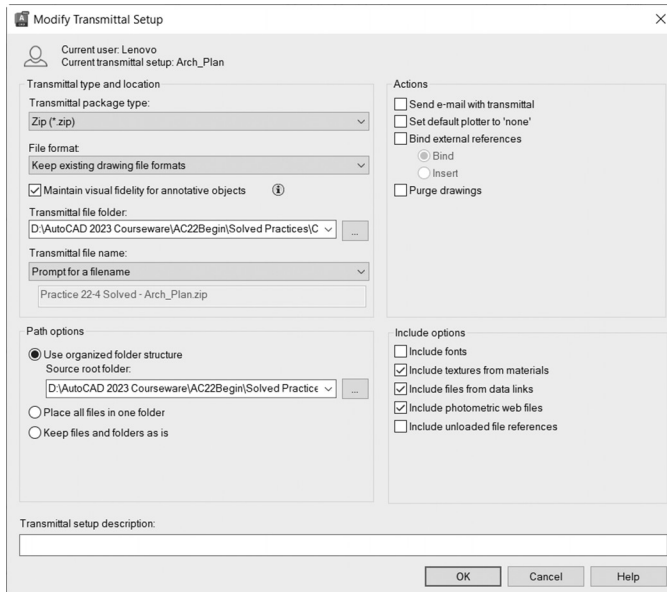 Modify Transmittal Setup
Current user: Lenovo
Current transmittal setup: Arch_Plan
Transmittal type and location
Transmittal package type:
Zip (*.zip)
File format:
Keep existing drawing file formats
Maintain visual fidelity for annotative objects
Transmittal file folder:
D:\AutoCAD 2023 Courseware\AC22Begin\Solved Practices\C
...
Transmittal file name:
Prompt for a filename
Practice 22-4 Solved - Arch_Plan.zip
Actions
Send e-mail with transmittal
Set default plotter to 'none'
Bind external references
Bind
Insert
Purge drawings
Path options
Use organized folder structure
Source root folder:
D:\AutoCAD 2023 Courseware\AC22Begin\Solved Practice
...
Place all files in one folder
Keep files and folders as is
Include options
Include fonts
Include textures from materials
Include files from data links
Include photometric web files
Include unloaded file references
Transmittal setup description:
OK
Cancel
Help